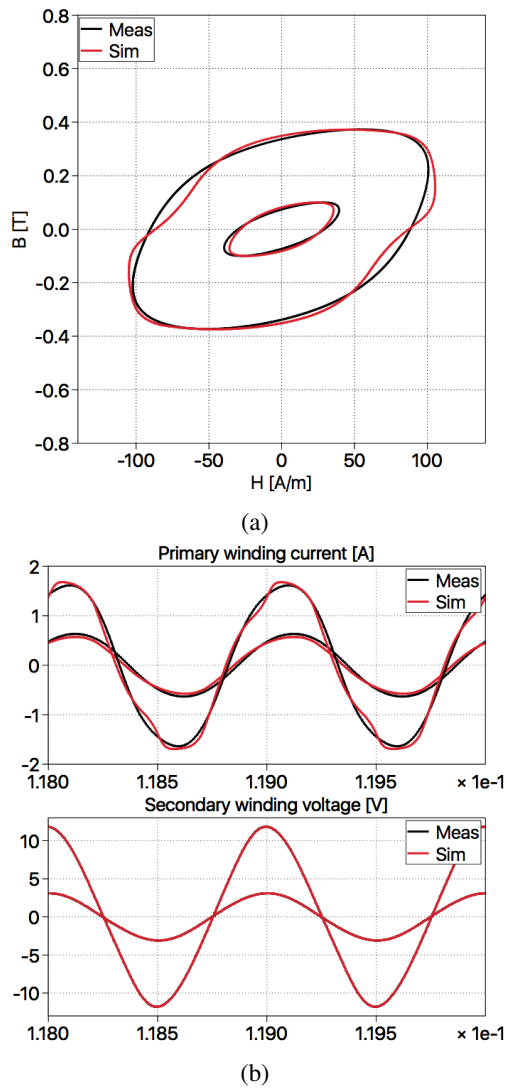 0.8
Meas
Sim
0.6
0.4
0.2
B [T]
0.0
-0.2
-0.4
-0.6
-0.8
-100 -50 0 50 100
H [A/m]
(a)
Primary winding current [A]
2
Meas
Sim
1
0
-1
-2
1.180 1.185 1.190 1.195 × 1e-1
Secondary winding voltage [V]
Meas
Sim
10
5
0
-5
-10
1.180 1.185 1.190 1.195 × 1e-1
(b)